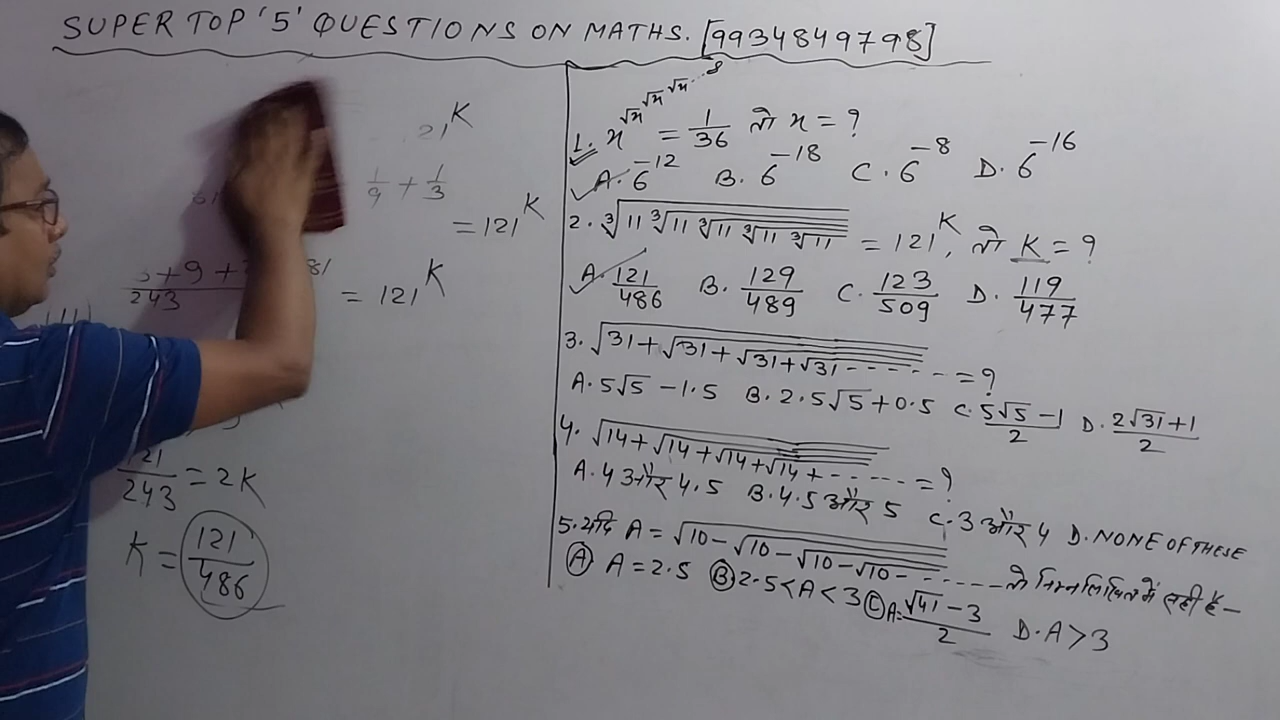 SUPER TOP '5' QUESTIONS ON MATHS. [9934849798]
21^K
1/9 + 1/3
= 121^K
243 = 121^K
121/243 = 2K
K = 121/486
1. x^√x^√x^√x...∞ = 1/36 तो x = ?
A. 6^-12 B. 6^-18 C. 6^-8 D. 6^-16
2. ∛11 ∛11 ∛11 ∛11 ∛11 = 121^K, तो K = ?
A. 121/486 B. 129/489 C. 123/509 D. 119/477
3. √31+√31+√31+√31------- = ?
A. 5√5 - 1.5 B. 2.5√5 + 0.5 C. 5√5 - 1/2 D. 2√31 + 1/2
4. √14+√14+√14+√14+------ = ?
A. 4 और 4.5 B. 4.5 और 5 C. 3 और 4 D. NONE OF THESE
5. यदि A = √10-√10-√10-√10------- तो निम्नलिखित में सही है-
(A) A = 2.5 (B) 2.5 < A < 3 (C) A = √41 - 3/2 D. A > 3